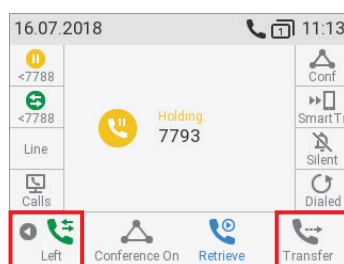 16.07.2018 1 11:13
<7788
Conf
<7788
SmartTr
Holding:
7793
Line
Silent
Calls
Dialed
Left Conference On Retrieve Transfer